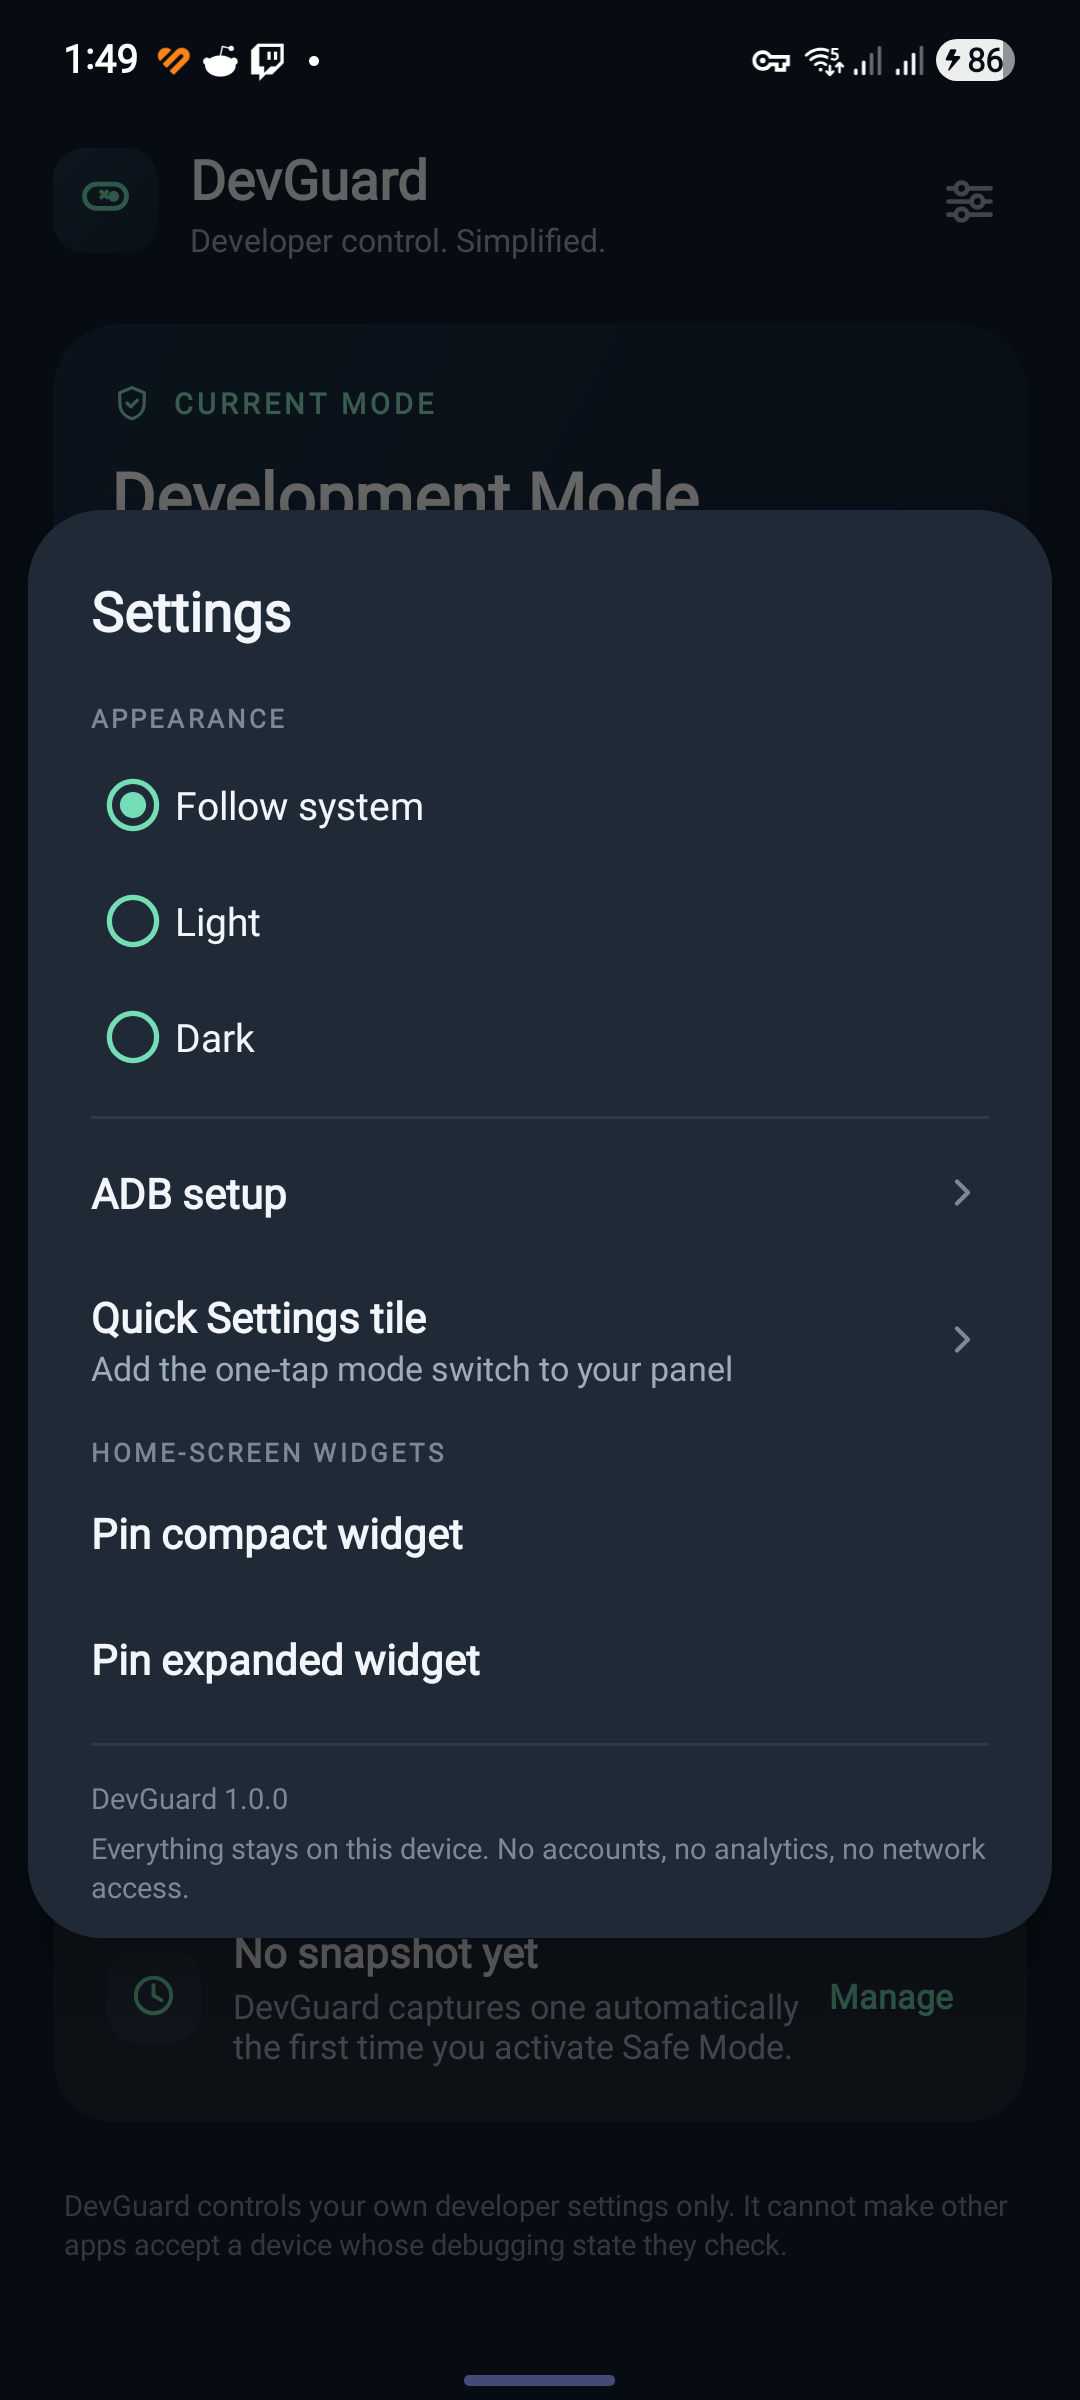 1:49
5
86
DevGuard
Developer control. Simplified.
CURRENT MODE
Development Mode
Settings
APPEARANCE
Follow system
Light
Dark
ADB setup
Quick Settings tile
Add the one-tap mode switch to your panel
HOME-SCREEN WIDGETS
Pin compact widget
Pin expanded widget
DevGuard 1.0.0
Everything stays on this device. No accounts, no analytics, no network
access.
No snapshot yet
DevGuard captures one automatically
the first time you activate Safe Mode.
Manage
DevGuard controls your own developer settings only. It cannot make other
apps accept a device whose debugging state they check.